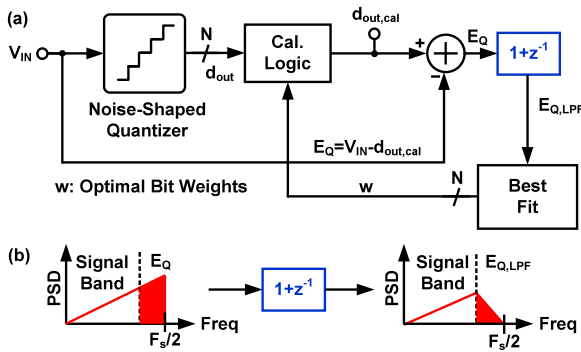 (a)
V_IN
N
d_out
Noise-Shaped
Quantizer
Cal.
Logic
d_out,cal
+
−
E_Q
1+z^-1
E_Q,LPF
E_Q=V_IN-d_out,cal
w: Optimal Bit Weights
w
N
Best
Fit
(b)
PSD
Signal
Band
E_Q
F_s/2
Freq
1+z^-1
PSD
Signal
Band
E_Q,LPF
F_s/2
Freq